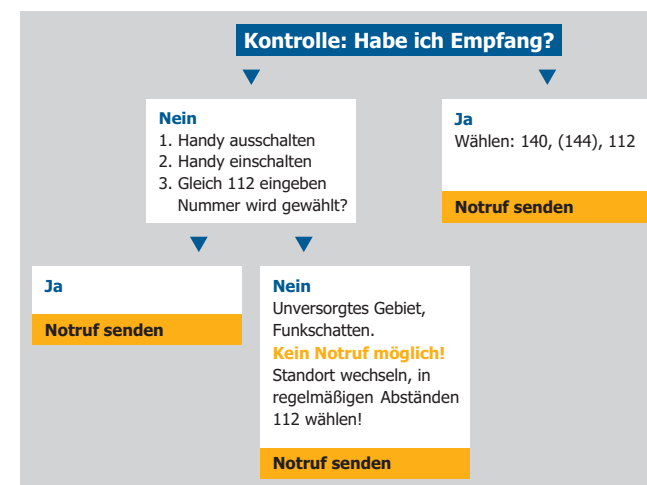 Kontrolle: Habe ich Empfang?
Nein
1. Handy ausschalten
2. Handy einschalten
3. Gleich 112 eingeben
Nummer wird gewählt?
Ja
Wählen: 140, (144), 112
Notruf senden
Ja
Notruf senden
Nein
Unversorgtes Gebiet,
Funkschatten.
Kein Notruf möglich!
Standort wechseln, in
regelmäßigen Abständen
112 wählen!
Notruf senden